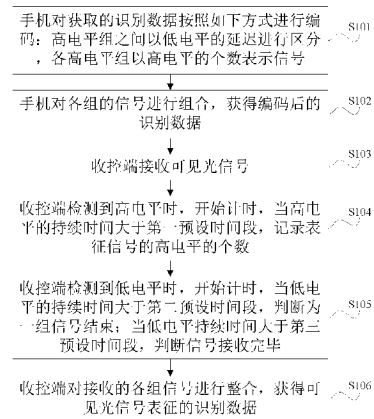 手机对获取的识别数据按照如下方式进行编
码：高电平组之间以低电平的延迟进行区分
，各高电平组以高电平的个数表示信号
S101
手机对各组的信号进行组合，获得编码后的
识别数据
S102
收控端接收可见光信号
S103
收控端检测到高电平时，开始计时，当高电
平的持续时间大于第一预设时间段，记录表
征信号的高电平的个数
S104
收控端检测到低电平时，开始计时，当低电
平的持续时间大于第二预设时间段，判断为
一组信号结束；当低电平持续时间大于第三
预设时间段，判断信号接收完毕
S105
收控端对接收的各组信号进行整合，获得可
见光信号表征的识别数据
S106